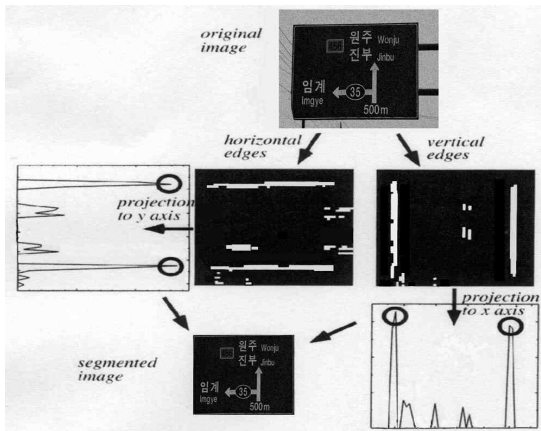 original
image
원주 Wonju
진부 Jinbu
임계
Imgye
35
500m
horizontal
edges
vertical
edges
projection
to y axis
projection
to x axis
segmented
image
원주 Wonju
진부 Jinbu
임계
Imgye
35
500m